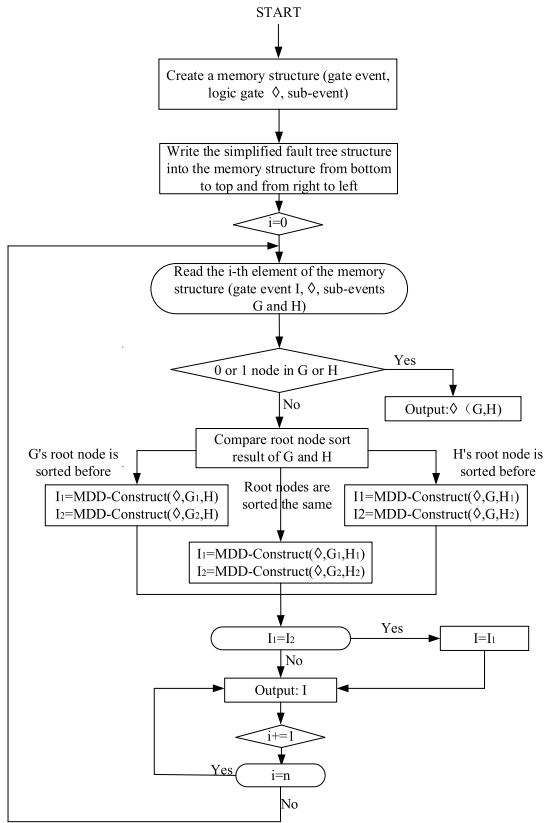 START
Create a memory structure (gate event,
logic gate ◊, sub-event)
Write the simplified fault tree structure
into the memory structure from bottom
to top and from right to left
i=0
Read the i-th element of the memory
structure (gate event I, ◊, sub-events
G and H)
0 or 1 node in G or H
Yes
No
Output:◊（G,H)
Compare root node sort
result of G and H
G's root node is
sorted before
H's root node is
sorted before
Root nodes are
sorted the same
I₁=MDD-Construct(◊,G₁,H)
I₂=MDD-Construct(◊,G₂,H)
I1=MDD-Construct(◊,G,H₁)
I2=MDD-Construct(◊,G,H₂)
I₁=MDD-Construct(◊,G₁,H₁)
I₂=MDD-Construct(◊,G₂,H₂)
I₁=I₂
Yes
I=I₁
No
Output: I
i+=1
Yes
i=n
No